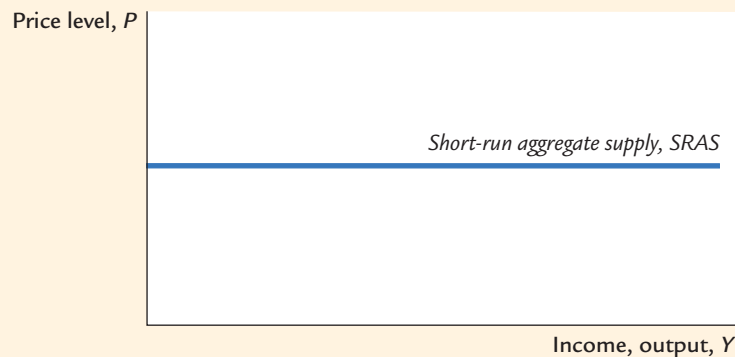 Price level, P
Short-run aggregate supply, SRAS
Income, output, Y